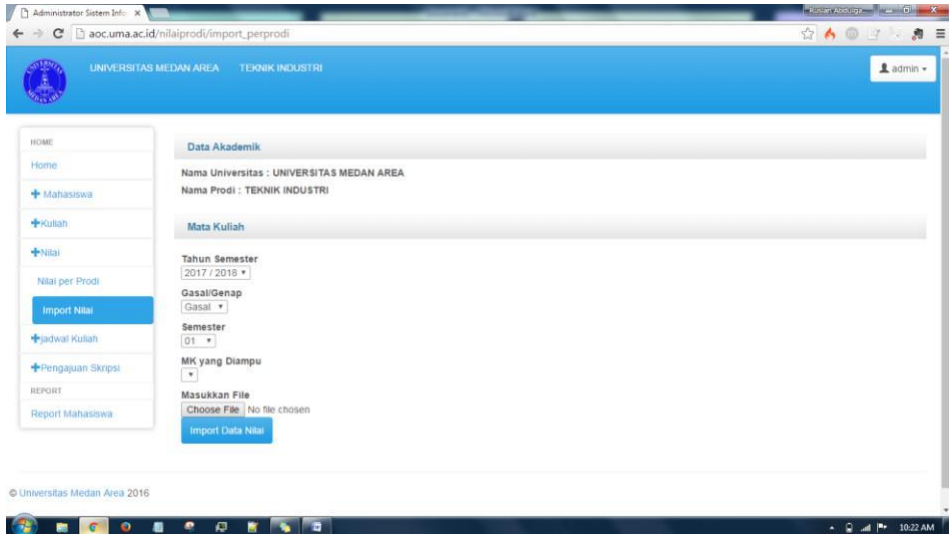 Administrator Sistem Info
aoc.uma.ac.id/nilaiprodi/import_perprodi
UNIVERSITAS MEDAN AREA TEKNIK INDUSTRI
admin
HOME
Home
Mahasiswa
Kuliah
Nilai
Nilai per Prodi
Import Nilai
Jadwal Kuliah
Pengajuan Skripsi
REPORT
Report Mahasiswa
Data Akademik
Nama Universitas : UNIVERSITAS MEDAN AREA
Nama Prodi : TEKNIK INDUSTRI
Mata Kuliah
Tahun Semester
2017 / 2018
Gasal/Genap
Gasal
Semester
01
MK yang Diampu
Masukkan File
Choose File No file chosen
Import Data Nilai
© Universitas Medan Area 2016
10:22 AM